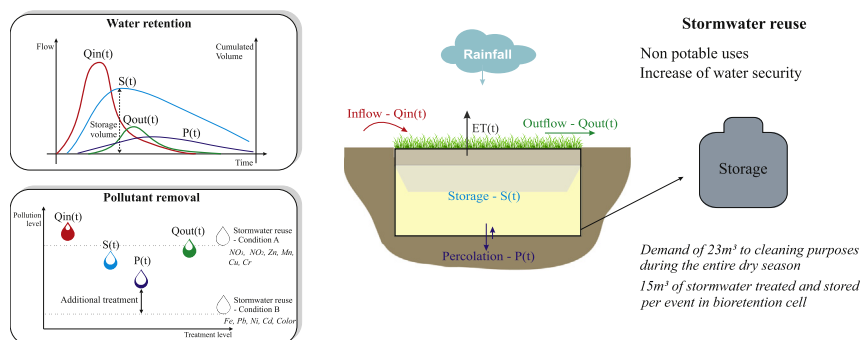 Water retention
Flow
Cumulated
Volume
Qin(t)
S(t)
Storage
volume
Qout(t)
P(t)
Time
Pollutant removal
Pollution
level
Qin(t)
S(t)
P(t)
Qout(t)
Stormwater reuse
- Condition A
NO₃, NO₂, Zn, Mn,
Cu, Cr
Additional treatment
Stormwater reuse
- Condition B
Fe, Pb, Ni, Cd, Color
Treatment level
Rainfall
Inflow - Qin(t)
ET(t)
Outflow - Qout(t)
Storage - S(t)
Percolation - P(t)
Stormwater reuse
Non potable uses
Increase of water security
Storage
Demand of 23m³ to cleaning purposes
during the entire dry season
15m³ of stormwater treated and stored
per event in bioretention cell